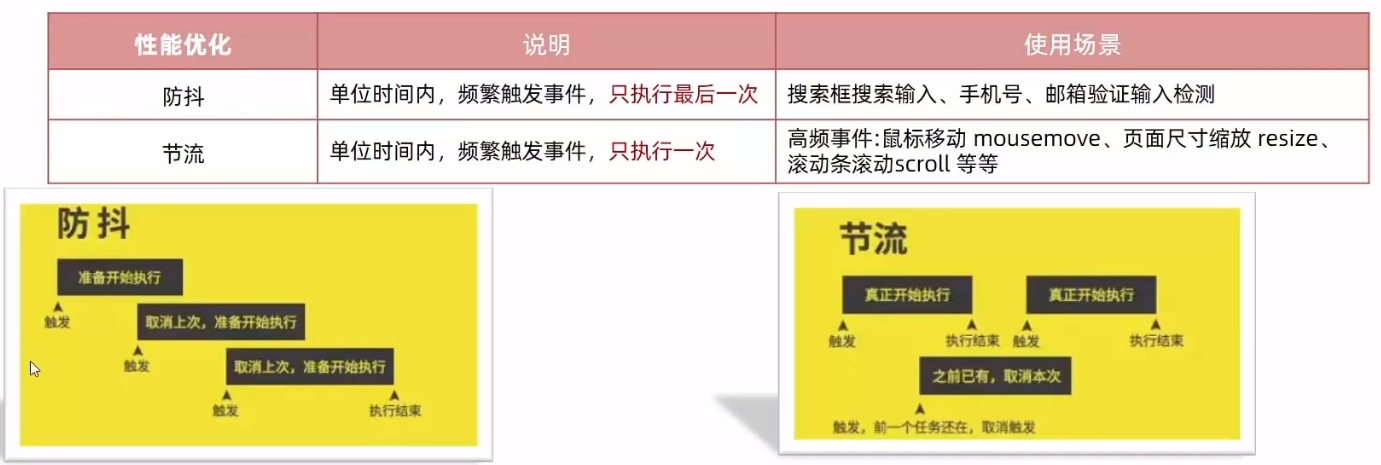 性能优化 说明 使用场景
防抖 单位时间内，频繁触发事件，只执行最后一次 搜索框搜索输入、手机号、邮箱验证输入检测
节流 单位时间内，频繁触发事件，只执行一次 高频事件:鼠标移动 mousemove、页面尺寸缩放 resize、
滚动条滚动scroll 等等
防抖
准备开始执行
触发
取消上次，准备开始执行
触发
取消上次，准备开始执行
触发 执行结束
节流
真正开始执行 真正开始执行
触发 执行结束 触发 执行结束
之前已有，取消本次
触发，前一个任务还在，取消触发